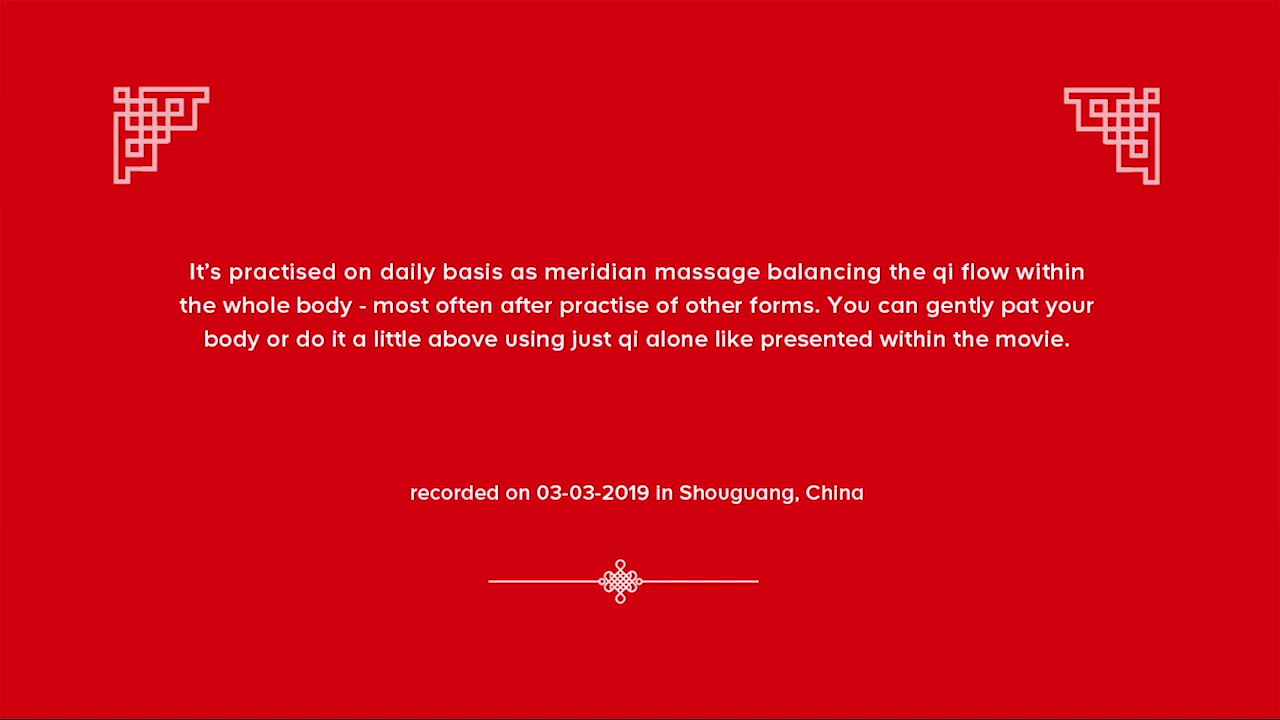 It's practised on daily basis as meridian massage balancing the qi flow within
the whole body - most often after practise of other forms. You can gently pat your
body or do it a little above using just qi alone like presented within the movie.
recorded on 03-03-2019 in Shouguang, China